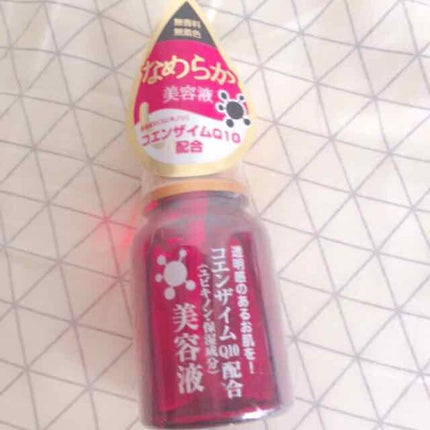 無香料
無着色
なめらか
美容液
コエンザイムQ10
配合
透明感のあるお肌を!
コエンザイムQ10配合
(ユビキノン・保湿成分)
美容液